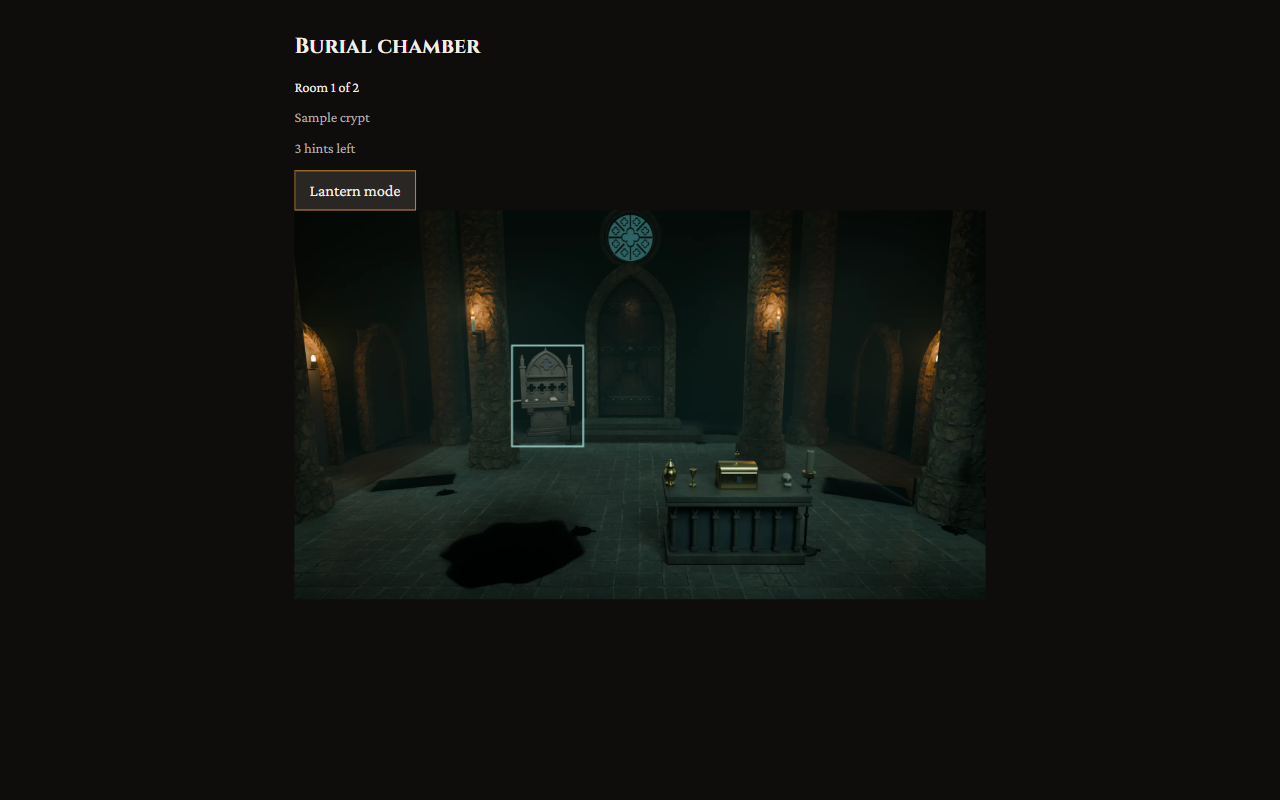 Burial chamber
Room 1 of 2
Sample crypt
3 hints left
Lantern mode